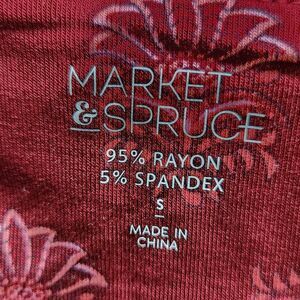 MARKET
& SPRUCE
95% RAYON
5% SPANDEX
S
MADE IN
CHINA